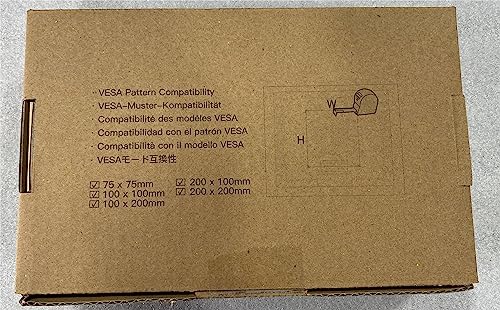 · VESA Pattern Compatibility
· VESA-Muster-Kompatibilität
· Compatibilité des modèles VESA
· Compatibilidad con el patrón VESA
· Compatibilità con il modello VESA
· VESAモード互換性
☑ 75 x 75mm ☑ 200 x 100mm
☑ 100 x 100mm ☑ 200 x 200mm
☑ 100 x 200mm
W
H